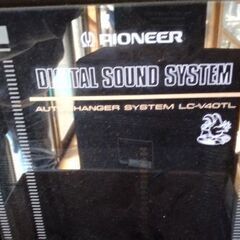 PIONEER
DIGITAL SOUND SYSTEM
AUTO CHANGER SYSTEM LC-V40TL